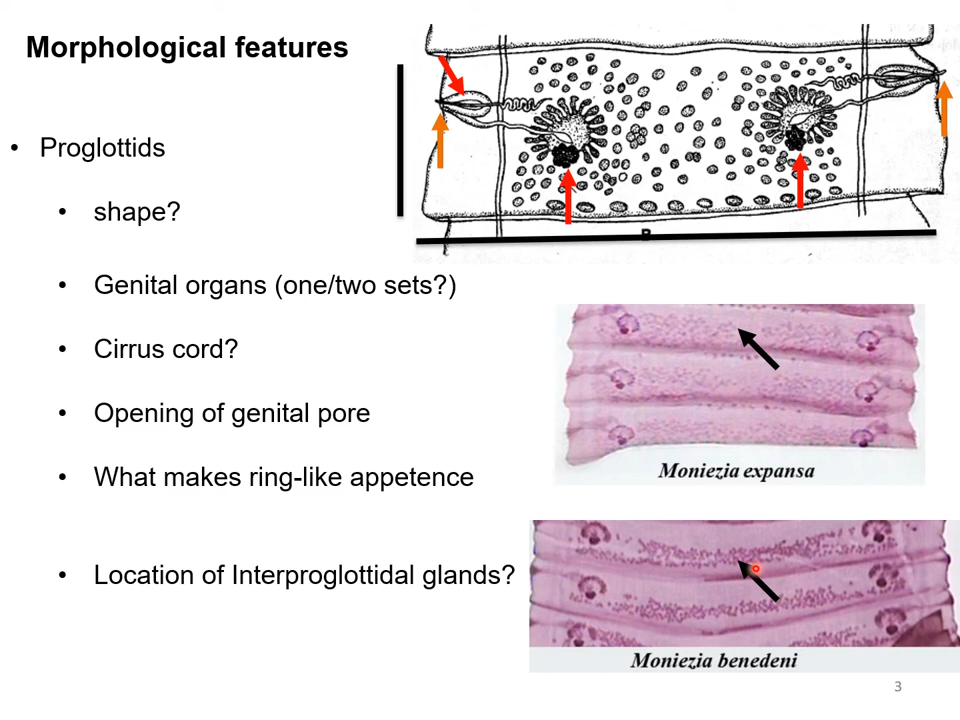 Morphological features
• Proglottids
• shape?
• Genital organs (one/two sets?)
• Cirrus cord?
• Opening of genital pore
• What makes ring-like appetence
• Location of Interproglottidal glands?
B
Moniezia expansa
Moniezia benedeni
3